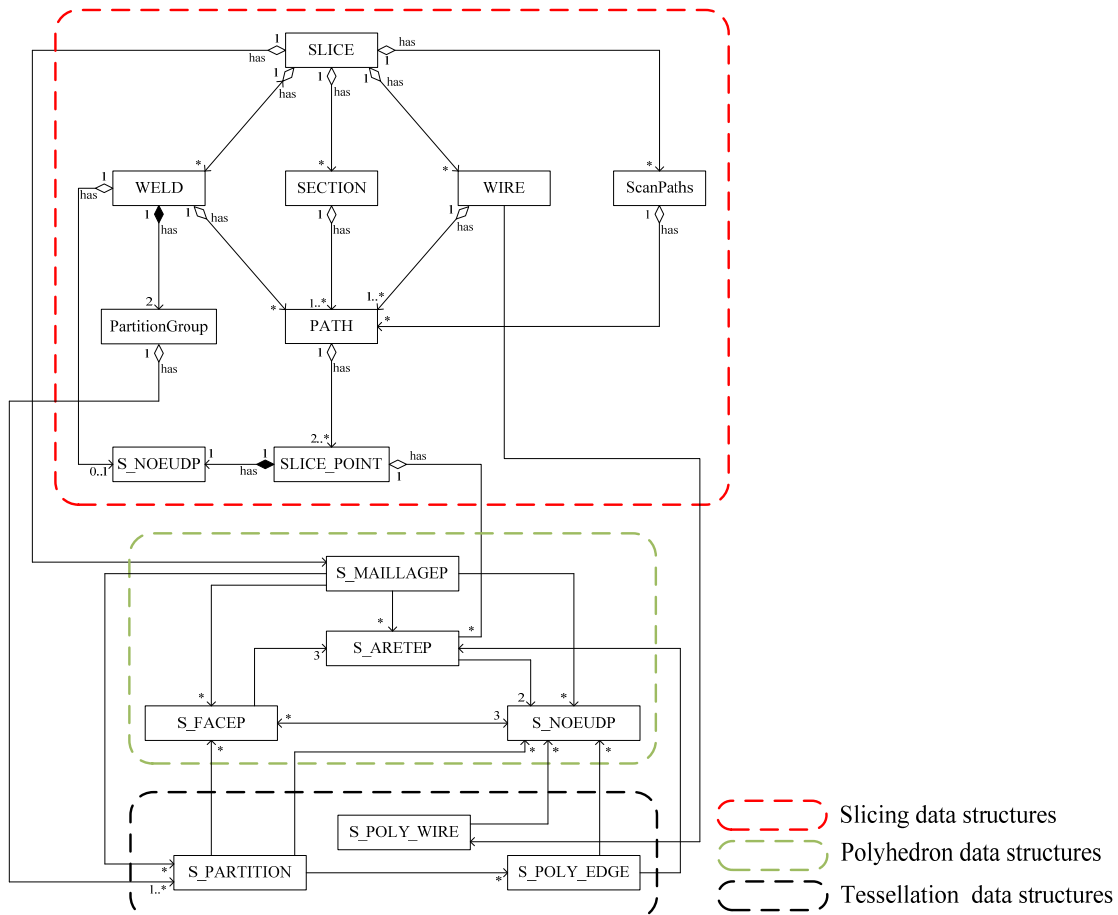 1
has
SLICE
has
1
1
has
1
has
1
has
*
*
*
*
1
has
WELD
SECTION
WIRE
ScanPaths
1
has
1
has
1
has
1
has
1
has
2
*
1..*
1..*
*
PartitionGroup
PATH
1
has
1
has
2..*
S_NOEUDP
0..1
1
1
has
SLICE_POINT
has
1
S_MAILLAGEP
*
*
S_ARETEP
3
*
2
*
S_FACEP
*
3
S_NOEUDP
*
*
*
*
S_POLY_WIRE
*
1..*
S_PARTITION
*
S_POLY_EDGE
Slicing data structures
Polyhedron data structures
Tessellation data structures